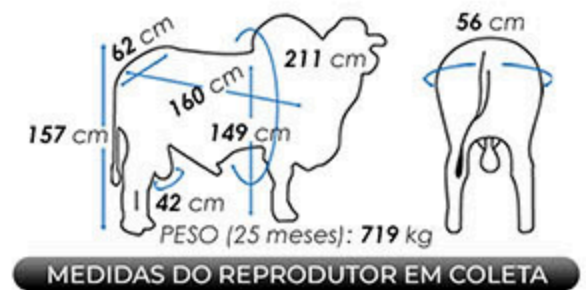 62 cm
56 cm
211 cm
160 cm
157 cm
149 cm
42 cm
PESO (25 meses): 719 kg
MEDIDAS DO REPRODUTOR EM COLETA